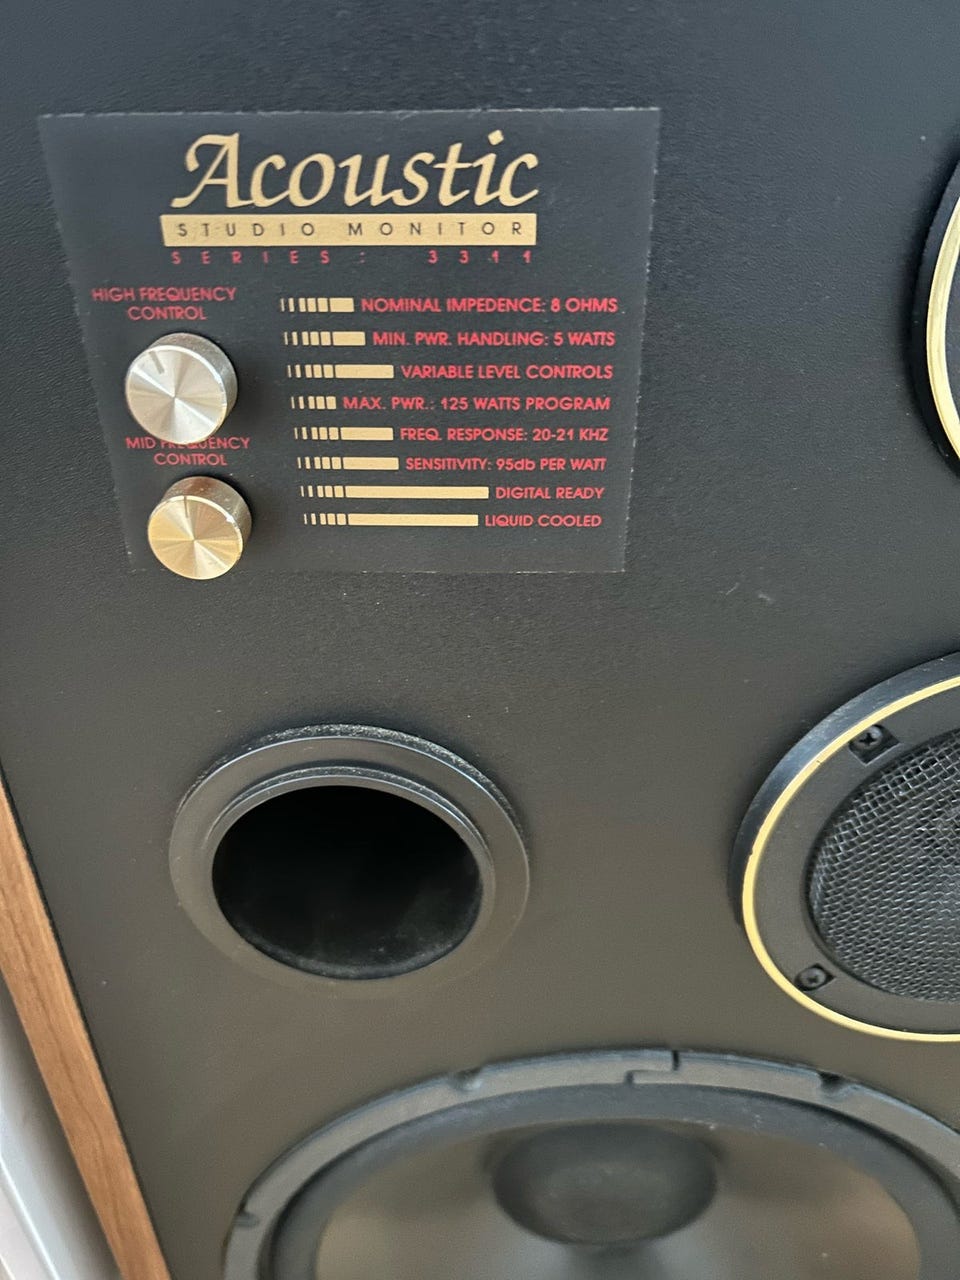 Acoustic
STUDIO MONITOR
SERIES: 3311
HIGH FREQUENCY
CONTROL
MID FREQUENCY
CONTROL
NOMINAL IMPEDENCE: 8 OHMS
MIN. PWR. HANDLING: 5 WATTS
VARIABLE LEVEL CONTROLS
MAX. PWR.: 125 WATTS PROGRAM
FREQ. RESPONSE: 20-21 KHZ
SENSITIVITY: 95db PER WATT
DIGITAL READY
LIQUID COOLED